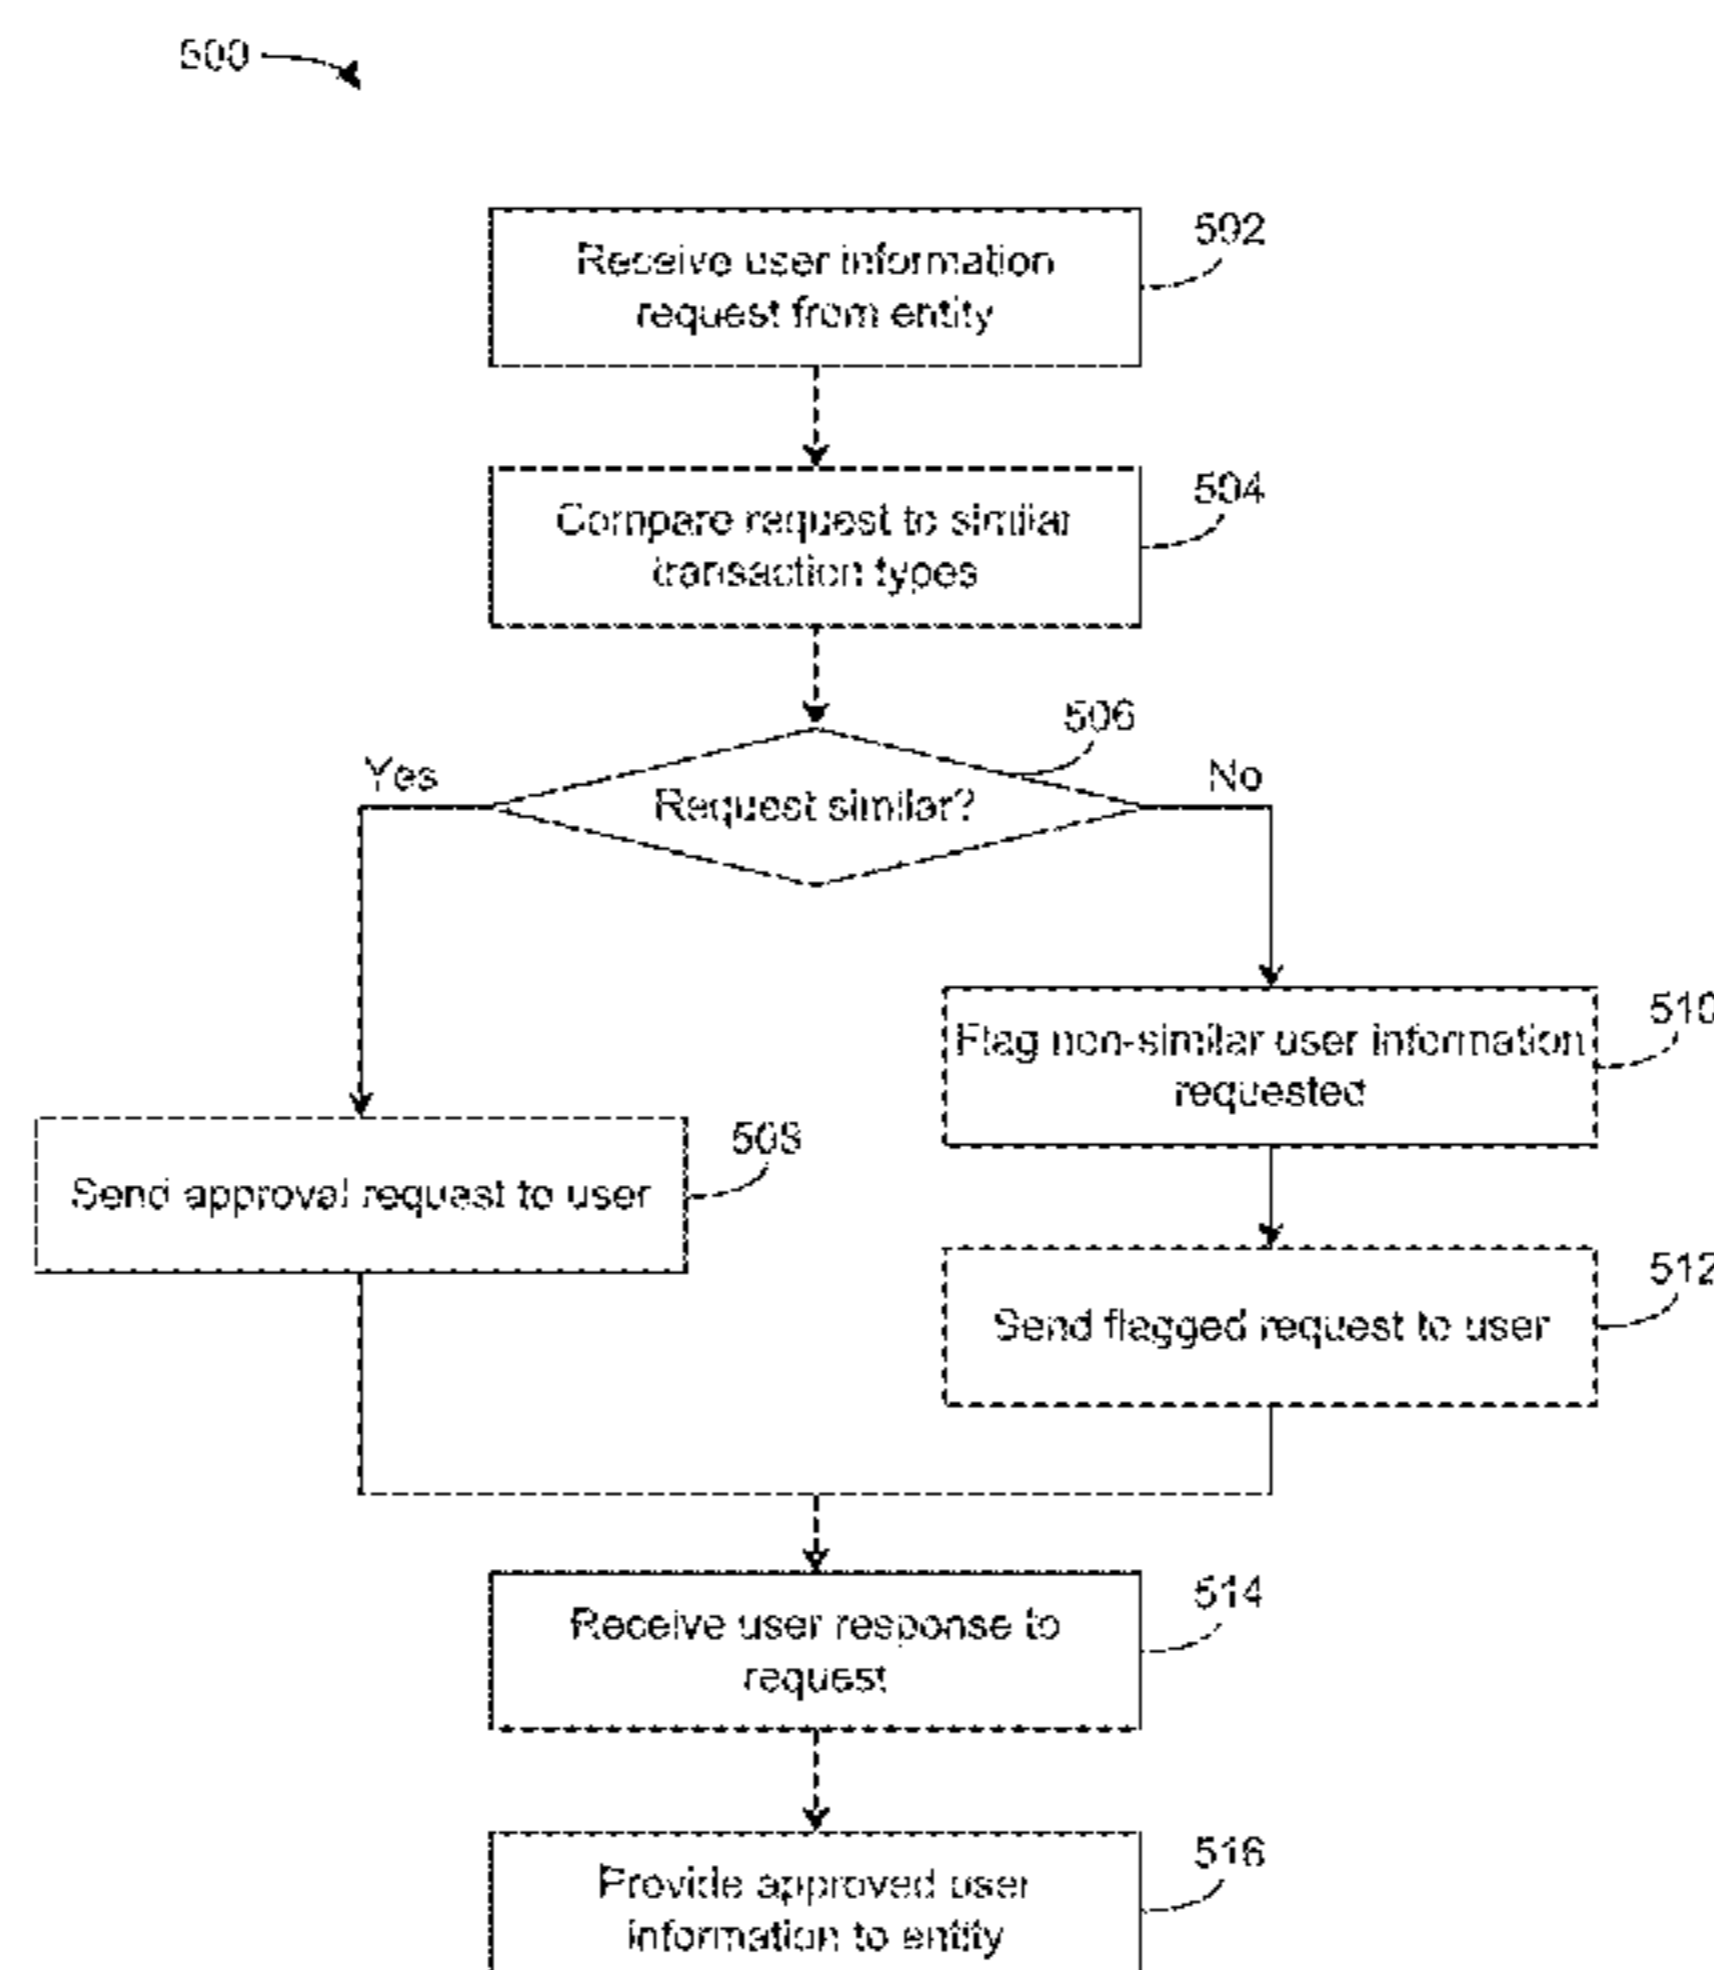 500
502
Receive user information
request from entity
504
Compare request to similar
transaction types
506
Yes
No
Request similar?
510
Flag non-similar user information
requested
508
Send approval request to user
512
Send flagged request to user
514
Receive user response to
request
516
Provide approved user
information to entity